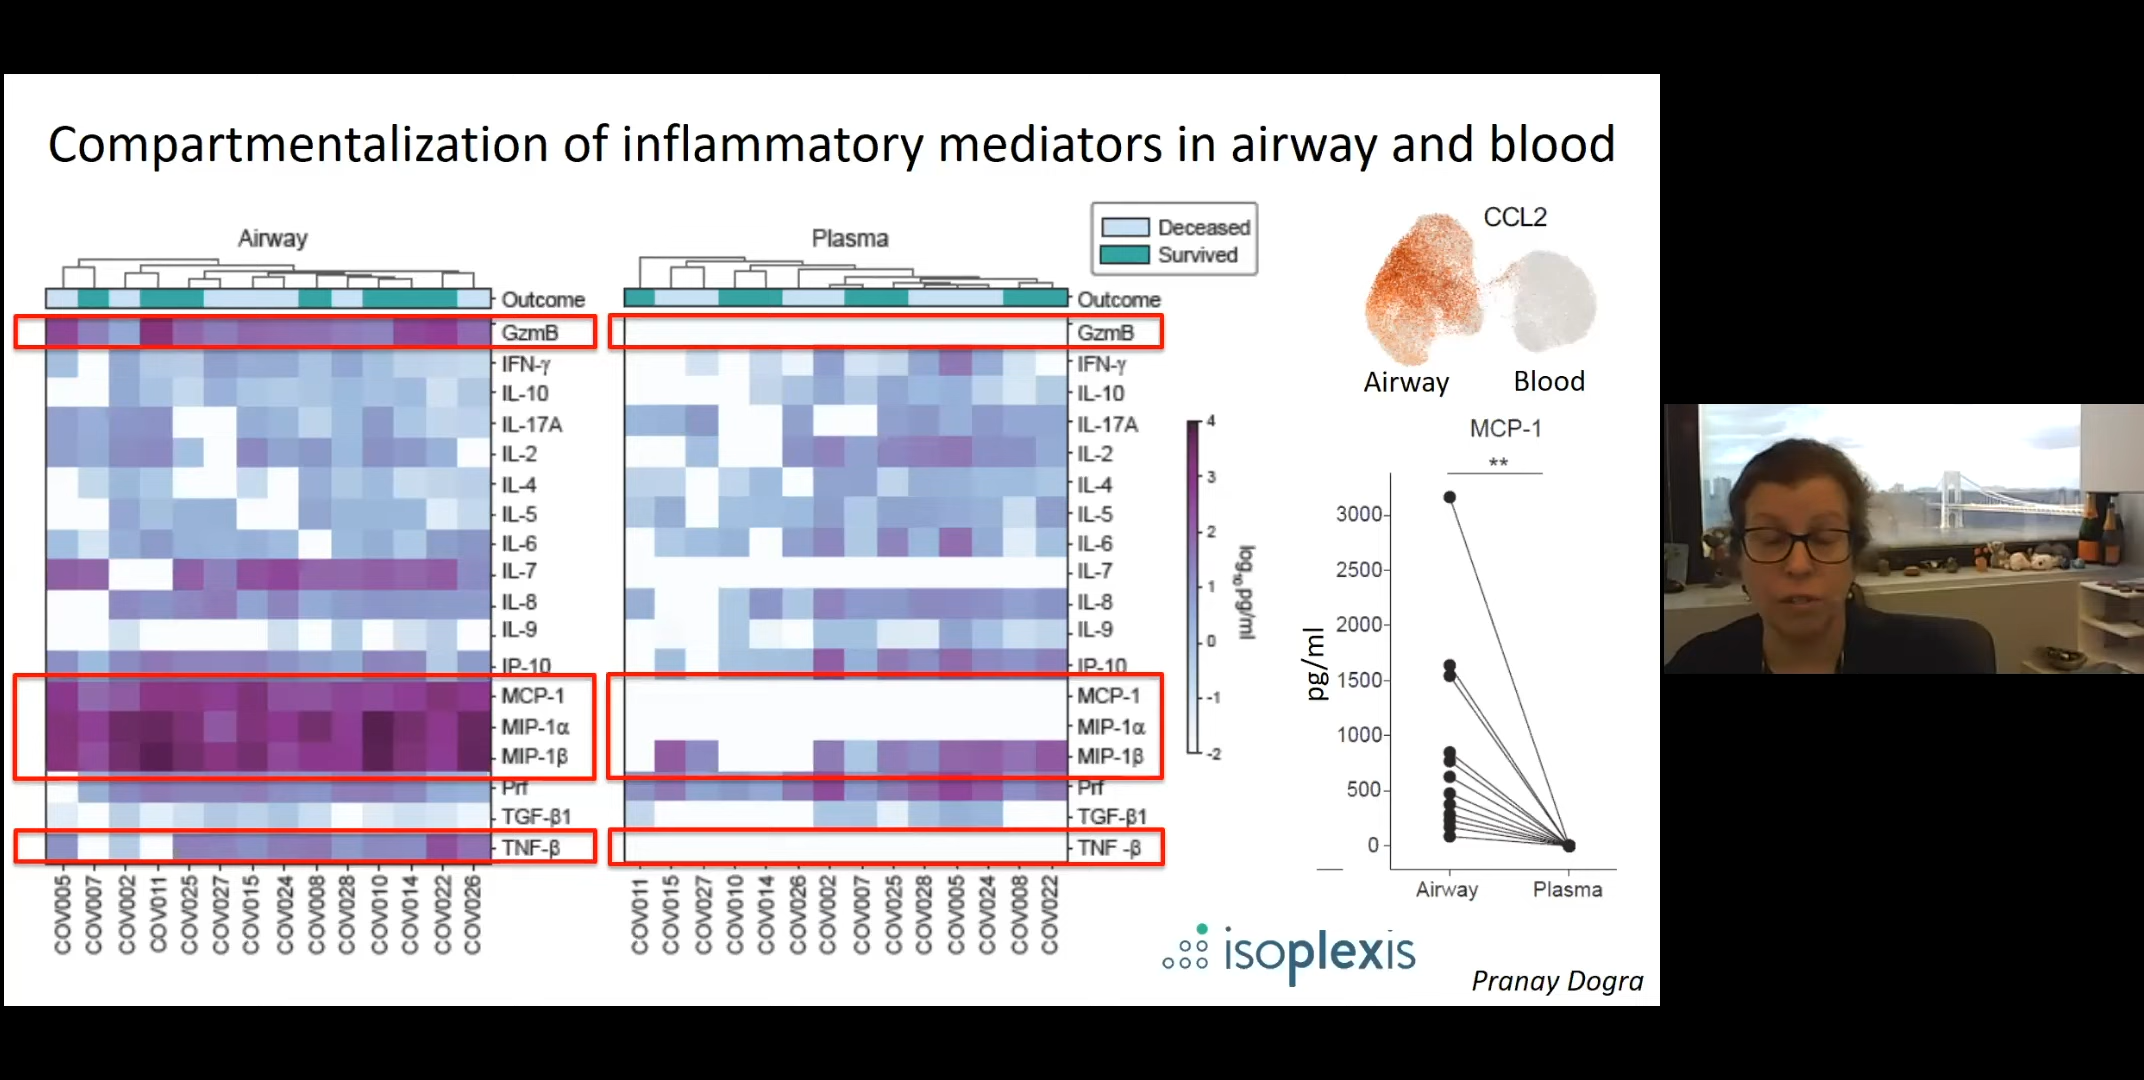 Compartmentalization of inflammatory mediators in airway and blood
Airway
Outcome
GzmB
IFN-γ
IL-10
IL-17A
IL-2
IL-4
IL-5
IL-6
IL-7
IL-8
IL-9
IP-10
MCP-1
MIP-1α
MIP-1β
Prf
TGF-β1
TNF-β
COV005
COV007
COV002
COV011
COV025
COV027
COV015
COV024
COV008
COV028
COV010
COV014
COV022
COV026
Plasma
Outcome
GzmB
IFN-γ
IL-10
IL-17A
IL-2
IL-4
IL-5
IL-6
IL-7
IL-8
IL-9
IP-10
MCP-1
MIP-1α
MIP-1β
Prf
TGF-β1
TNF -β
COV011
COV015
COV027
COV010
COV014
COV026
COV002
COV007
COV025
COV028
COV005
COV024
COV008
COV022
Deceased
Survived
4
3
2
1
0
-1
-2
log₁₀ pg/ml
CCL2
Airway Blood
MCP-1
**
pg/ml
3000
2500
2000
1500
1000
500
0
Airway Plasma
isoplexis
Pranay Dogra